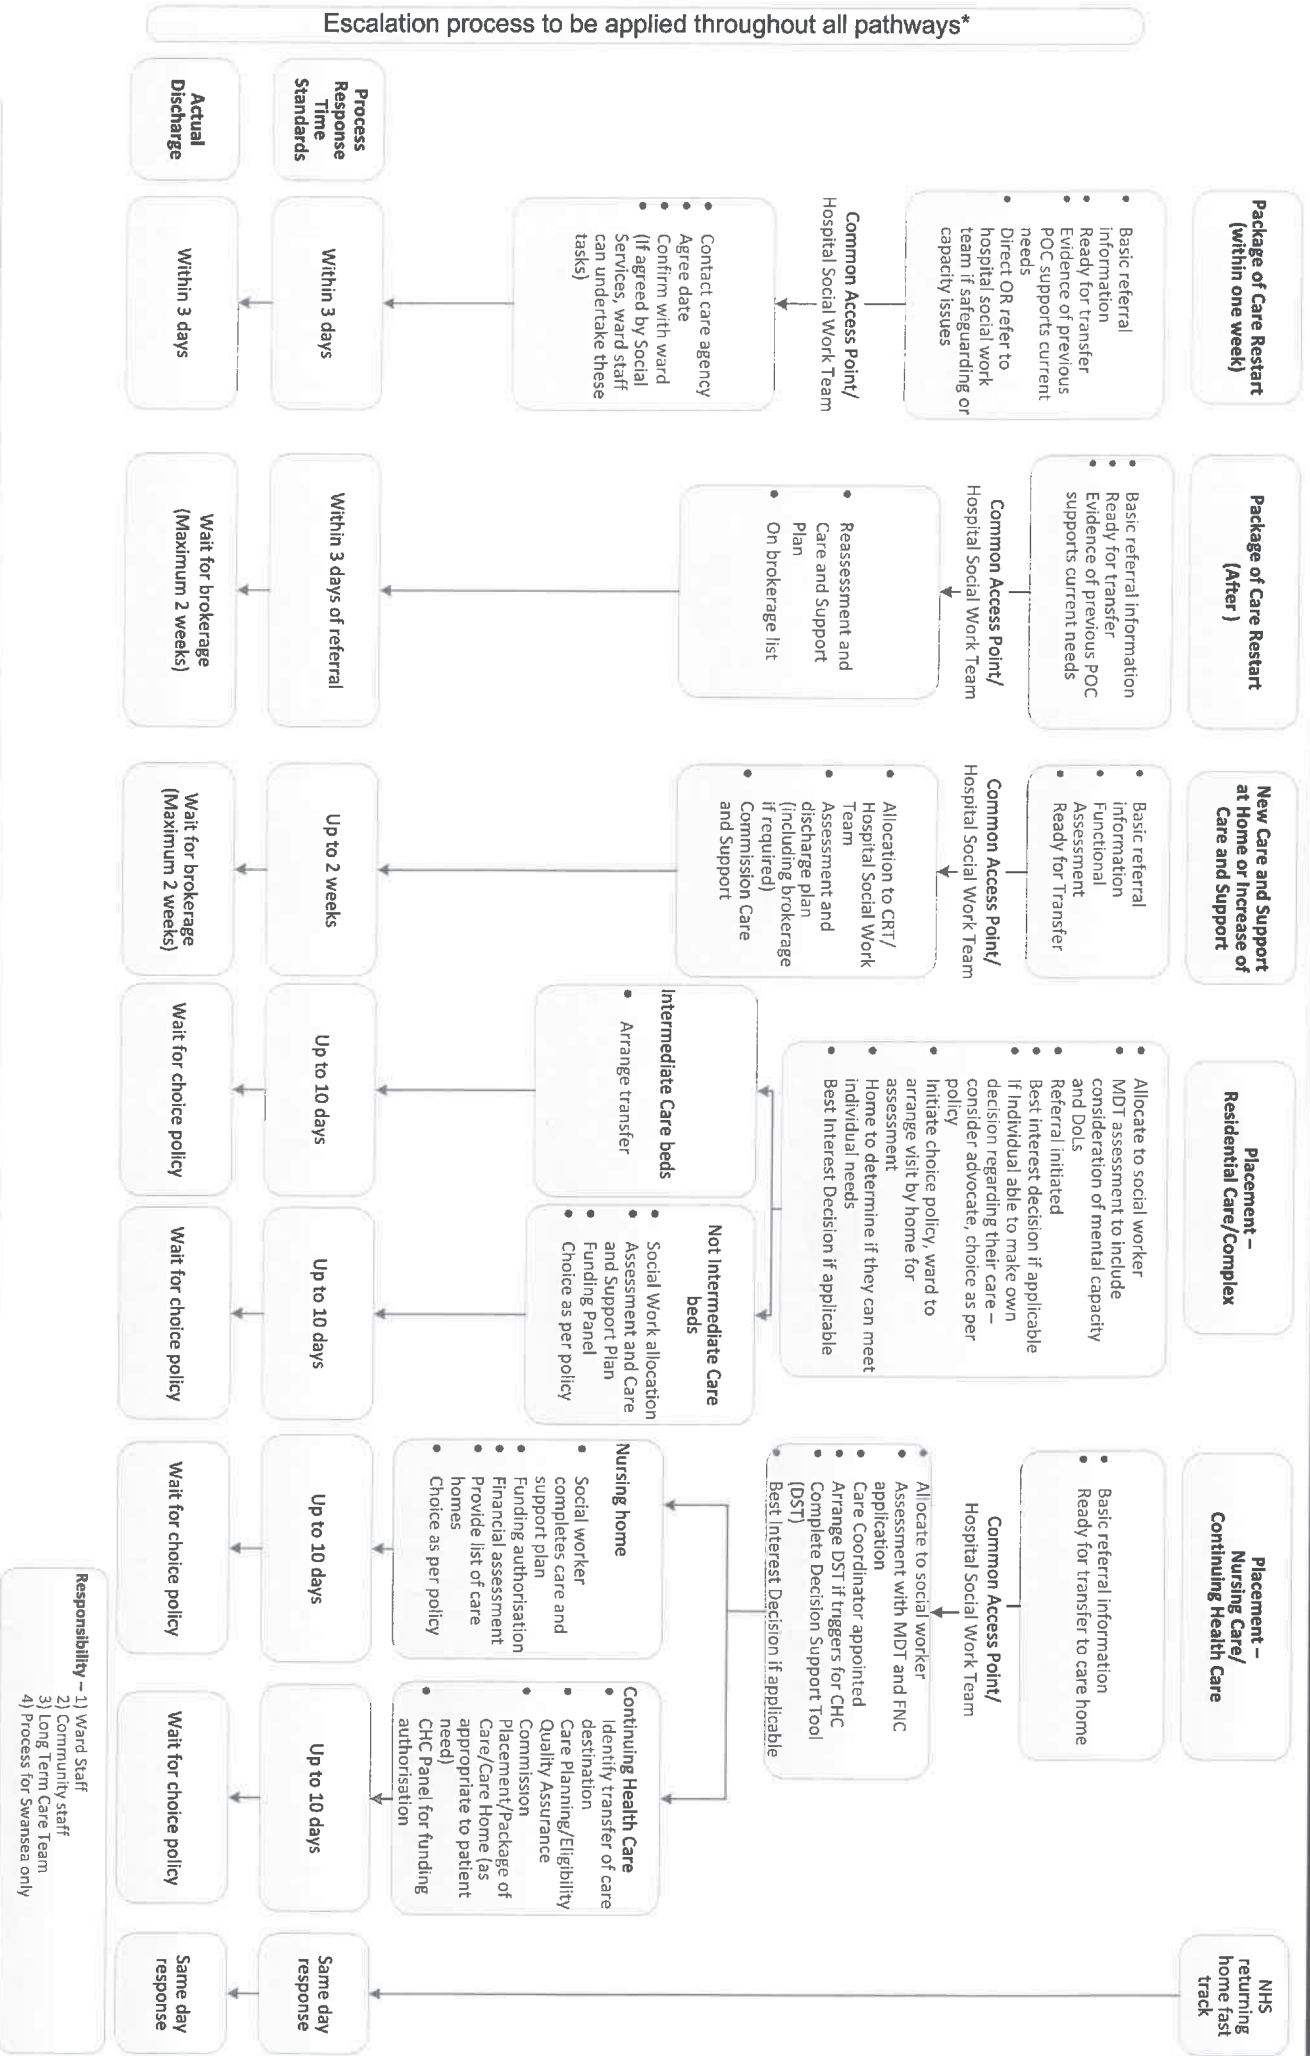 Escalation process to be applied throughout all pathways*
Package of Care Restart
(within one week)
Basic referral
information
Ready for transfer
Evidence of previous
POC supports current
needs
Direct OR refer to
hospital social work
team if safeguarding or
capacity issues
Common Access Point/
Hospital Social Work Team
Contact care agency
Agree date
Confirm with ward
(If agreed by Social
Services, ward staff
can undertake these
tasks)
Process
Response
Time
Standards
Within 3 days
Actual
Discharge
Within 3 days
Package of Care Restart
(After )
Basic referral information
Ready for transfer
Evidence of previous POC
supports current needs
Common Access Point/
Hospital Social Work Team
Reassessment and
Care and Support
Plan
On brokerage list
Within 3 days of referral
Wait for brokerage
(Maximum 2 weeks)
New Care and Support
at Home or Increase of
Care and Support
Basic referral
information
Functional
Assessment
Ready for Transfer
Common Access Point/
Hospital Social Work Team
Allocation to CRT/
Hospital Social Work
Team
Assessment and
discharge plan
(including brokerage
if required)
Commission Care
and Support
Up to 2 weeks
Wait for brokerage
(Maximum 2 weeks)
Placement –
Residential Care/Complex
Allocate to social worker
MDT assessment to include
consideration of mental capacity
and DoLs
Referral initiated
Best interest decision if applicable
If Individual able to make own
decision regarding their care –
consider advocate, choice as per
policy
Initiate choice policy, ward to
arrange visit by home for
assessment
Home to determine if they can meet
individual needs
Best Interest Decision if applicable
Intermediate Care beds
Arrange transfer
Up to 10 days
Wait for choice policy
Not Intermediate Care
beds
Social Work allocation
Assessment and Care
and Support Plan
Funding Panel
Choice as per policy
Up to 10 days
Wait for choice policy
Placement –
Nursing Care/
Continuing Health Care
Basic referral information
Ready for transfer to care home
Common Access Point/
Hospital Social Work Team
Allocate to social worker
Assessment with MDT and FNC
application
Care Coordinator appointed
Arrange DST if triggers for CHC
Complete Decision Support Tool
(DST)
Best Interest Decision if applicable
Nursing home
Social worker
completes care and
support plan
Funding authorisation
Financial assessment
Provide list of care
homes
Choice as per policy
Up to 10 days
Wait for choice policy
Continuing Health Care
Identify transfer of care
destination
Care Planning/Eligibility
Quality Assurance
Commission
Placement/Package of
Care/Care Home (as
appropriate to patient
need)
CHC Panel for funding
authorisation
Up to 10 days
Wait for choice policy
NHS
returning
home fast
track
Same day
response
Same day
response
Responsibility – 1) Ward Staff
2) Community staff
3) Long Term Care Team
4) Process for Swansea only